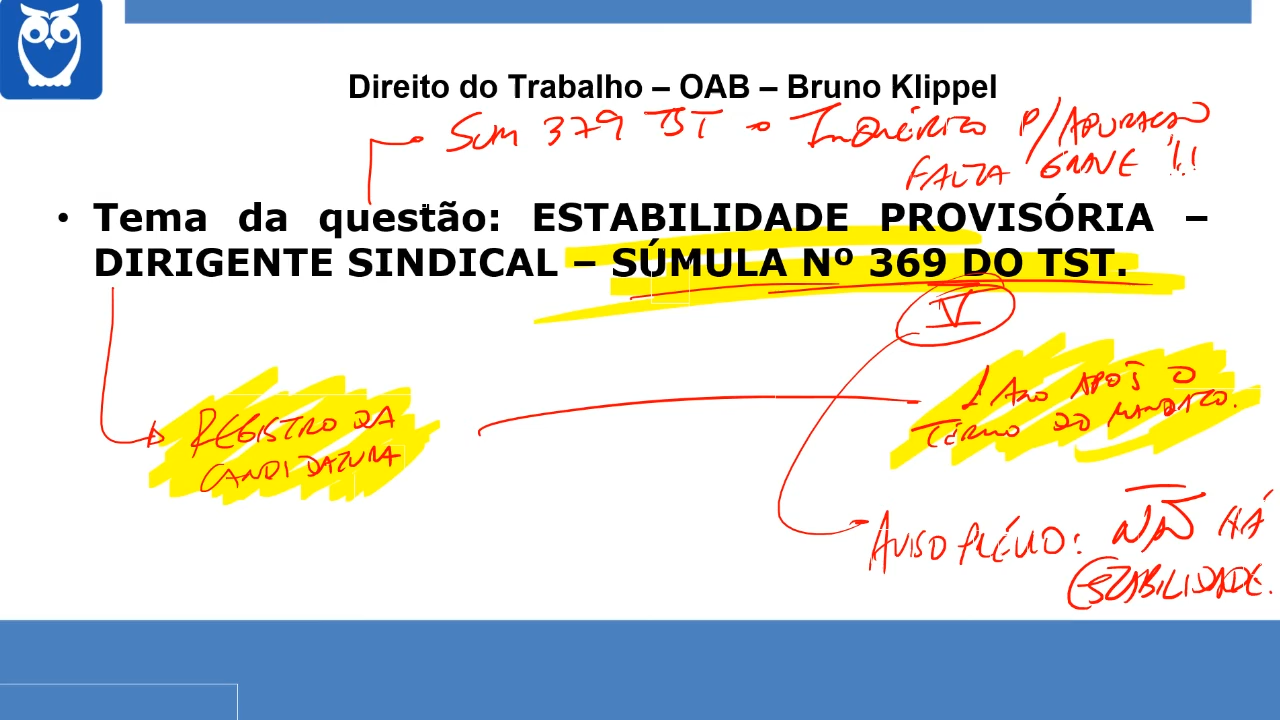 Direito do Trabalho – OAB – Bruno Klippel
SUM 379 TST → INQUÉRITO P/ APURAÇÃO
FALTA GRAVE !!
• Tema da questão: ESTABILIDADE PROVISÓRIA –
DIRIGENTE SINDICAL – SÚMULA Nº 369 DO TST.
V
REGISTRO DA
CANDIDATURA
1 ANO APÓS O
TÉRMINO DO MANDATO.
AVISO PRÉVIO: NÃO HÁ
ESTABILIDADE.